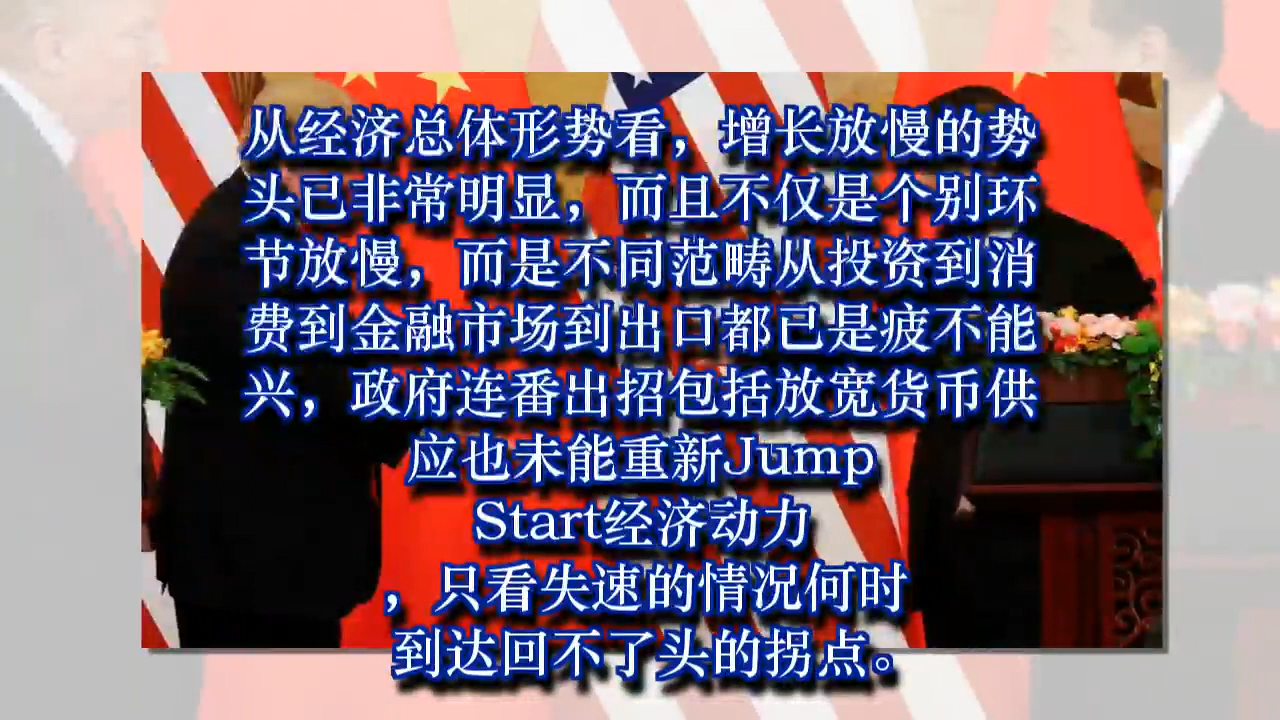 从经济总体形势看，增长放慢的势
头已非常明显，而且不仅是个别环
节放慢，而是不同范畴从投资到消
费到金融市场到出口都已是疲不能
兴，政府连番出招包括放宽货币供
应也未能重新Jump
Start经济动力
，只看失速的情况何时
到达回不了头的拐点。